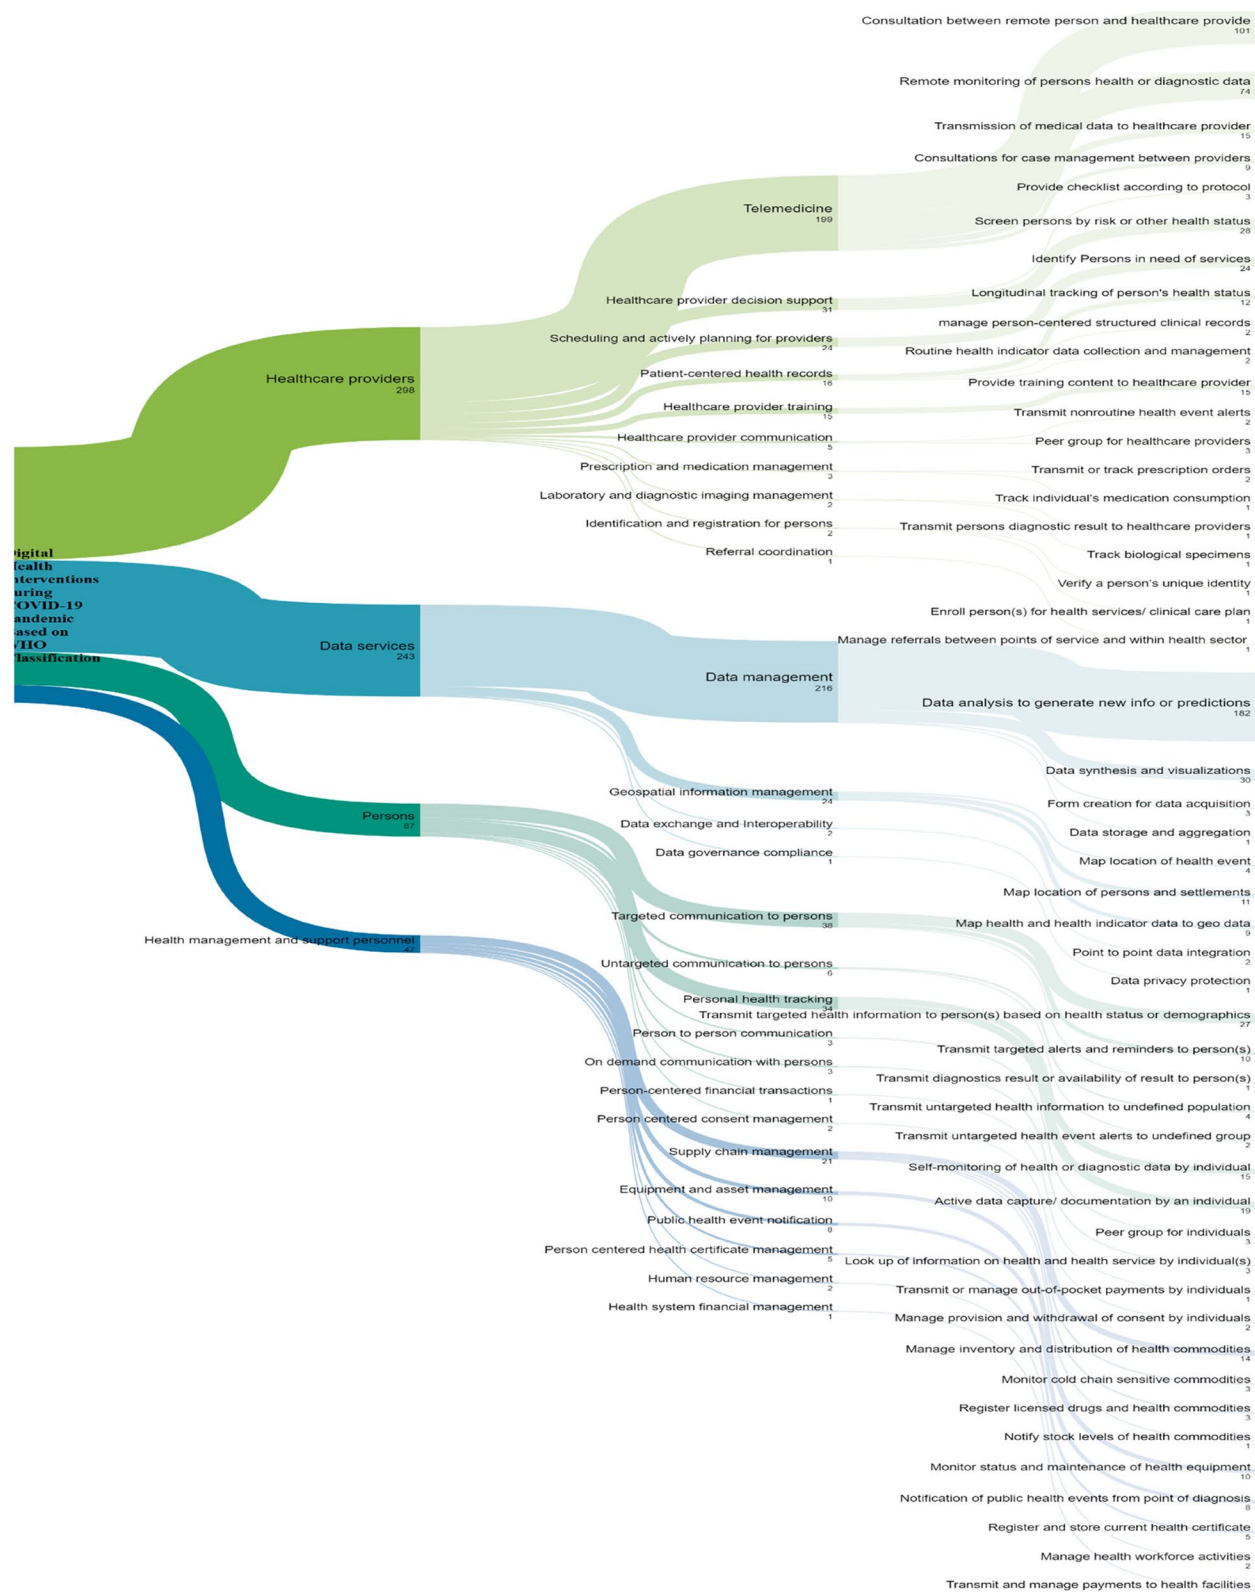 Consultation between remote person and healthcare provide
101
Remote monitoring of persons health or diagnostic data
74
Transmission of medical data to healthcare provider
15
Consultations for case management between providers
9
Provide checklist according to protocol
3
Telemedicine
199
Screen persons by risk or other health status
28
Identify Persons in need of services
24
Healthcare provider decision support
31
Longitudinal tracking of person's health status
12
Scheduling and actively planning for providers
24
manage person-centered structured clinical records
2
Routine health indicator data collection and management
2
Healthcare providers
298
Patient-centered health records
16
Provide training content to healthcare provider
15
Healthcare provider training
15
Transmit nonroutine health event alerts
2
Healthcare provider communication
5
Peer group for healthcare providers
3
Prescription and medication management
3
Transmit or track prescription orders
2
Laboratory and diagnostic imaging management
2
Track individual's medication consumption
1
Identification and registration for persons
2
Transmit persons diagnostic result to healthcare providers
1
Referral coordination
1
Track biological specimens
1
Verify a person's unique identity
1
Enroll person(s) for health services/ clinical care plan
1
igital
ealth
nterventions
uring
OVID-19
andemic
ased on
HO
lassification
Manage referrals between points of service and within health sector
1
Data services
243
Data management
216
Data analysis to generate new info or predictions
182
Data synthesis and visualizations
30
Geospatial information management
24
Form creation for data acquisition
3
Data exchange and Interoperability
2
Data storage and aggregation
1
Persons
87
Data governance compliance
1
Map location of health event
4
Map location of persons and settlements
11
Targeted communication to persons
38
Map health and health indicator data to geo data
9
Health management and support personnel
47
Point to point data integration
2
Untargeted communication to persons
6
Data privacy protection
1
Personal health tracking
34
Transmit targeted health information to person(s) based on health status or demographics
27
Person to person communication
3
Transmit targeted alerts and reminders to person(s)
10
On demand communication with persons
3
Transmit diagnostics result or availability of result to person(s)
1
Person-centered financial transactions
1
Transmit untargeted health information to undefined population
4
Person centered consent management
2
Transmit untargeted health event alerts to undefined group
2
Supply chain management
21
Self-monitoring of health or diagnostic data by individual
15
Equipment and asset management
10
Active data capture/ documentation by an individual
19
Public health event notification
8
Peer group for individuals
3
Person centered health certificate management
5
Look up of information on health and health service by individual(s)
3
Human resource management
2
Transmit or manage out-of-pocket payments by individuals
1
Health system financial management
1
Manage provision and withdrawal of consent by individuals
2
Manage inventory and distribution of health commodities
14
Monitor cold chain sensitive commodities
3
Register licensed drugs and health commodities
3
Notify stock levels of health commodities
1
Monitor status and maintenance of health equipment
10
Notification of public health events from point of diagnosis
8
Register and store current health certificate
5
Manage health workforce activities
2
Transmit and manage payments to health facilities